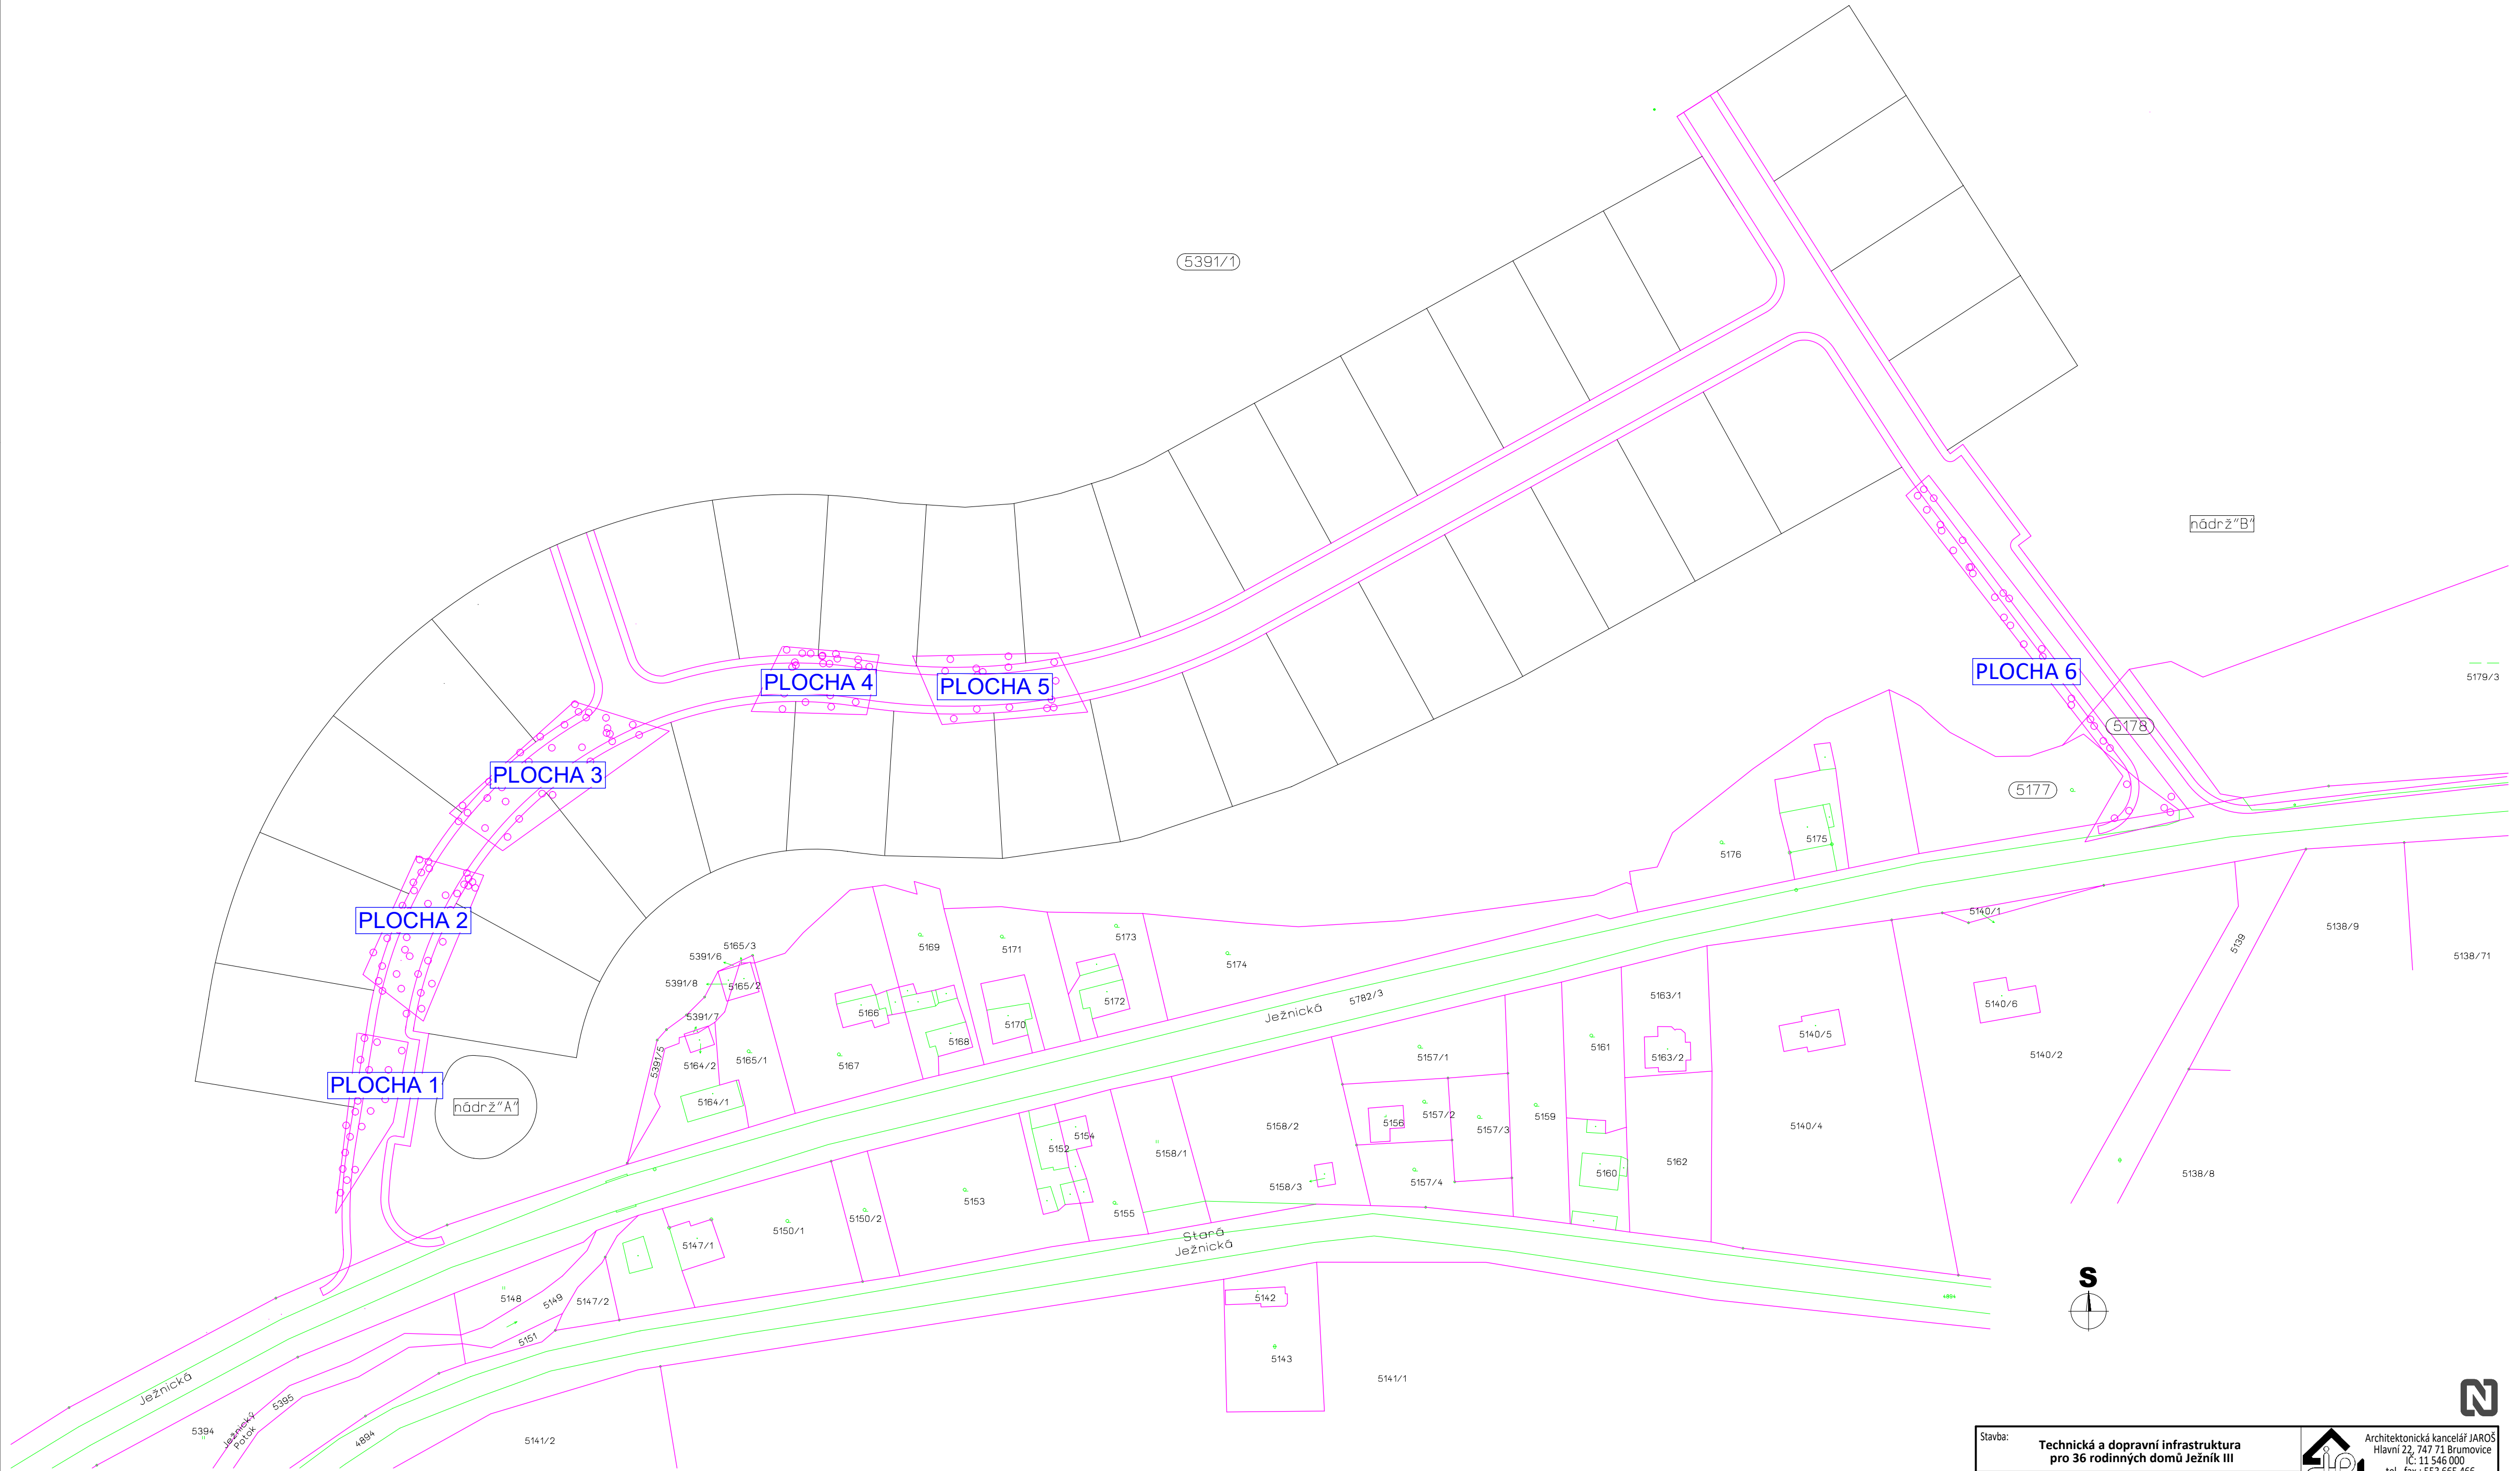 5391/1
nádrž"B"
PLOCHA 4
PLOCHA 5
PLOCHA 6
5179/3
5178
PLOCHA 3
5177
5175
5176
PLOCHA 2
5140/1
5138/9
5139
5138/71
5173
5169
5171
5165/3
5391/6
5174
5391/8
5165/2
5782/3
5163/1
5172
5140/6
Ježnická
5391/7
5166
5170
5168
5140/5
5161
5163/2
5140/2
5157/1
5391/5
5164/2
5165/1
5167
PLOCHA 1
5164/1
nádrž"A"
5157/2
5159
5156
5158/2
5157/3
5140/4
5154
5152
5158/1
5162
5160
5138/8
5158/3
5157/4
5153
5155
5150/2
5150/1
Stará
Ježnická
5147/1
S
5148
5149
5147/2
5142
5151
5143
5141/1
Ježnická
5395
5394
Ježnický
Potok
4894
5141/2
N
Stavba:
Technická a dopravní infrastruktura
pro 36 rodinných domů Ježník III
Architektonická kancelář JAROŠ
Hlavní 22, 747 71 Brumovice
IČ: 11 546 000
tel., fax.: 553 665 466